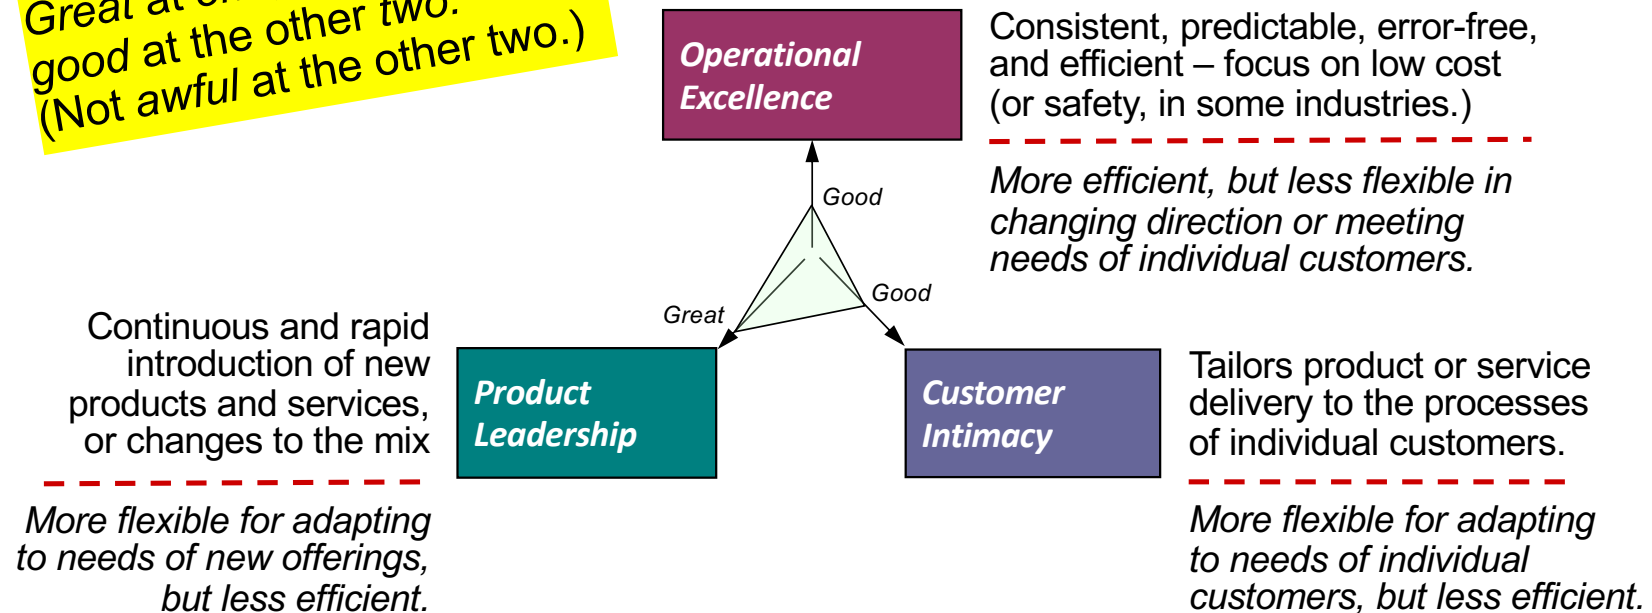 Great at
good at the other two.
(Not awful at the other two.)
Operational
Excellence
Consistent, predictable, error-free,
and efficient – focus on low cost
(or safety, in some industries.)
More efficient, but less flexible in
changing direction or meeting
needs of individual customers.
Good
Good
Great
Continuous and rapid
introduction of new
products and services,
or changes to the mix
Product
Leadership
More flexible for adapting
to needs of new offerings,
but less efficient.
Customer
Intimacy
Tailors product or service
delivery to the processes
of individual customers.
More flexible for adapting
to needs of individual
customers, but less efficient.